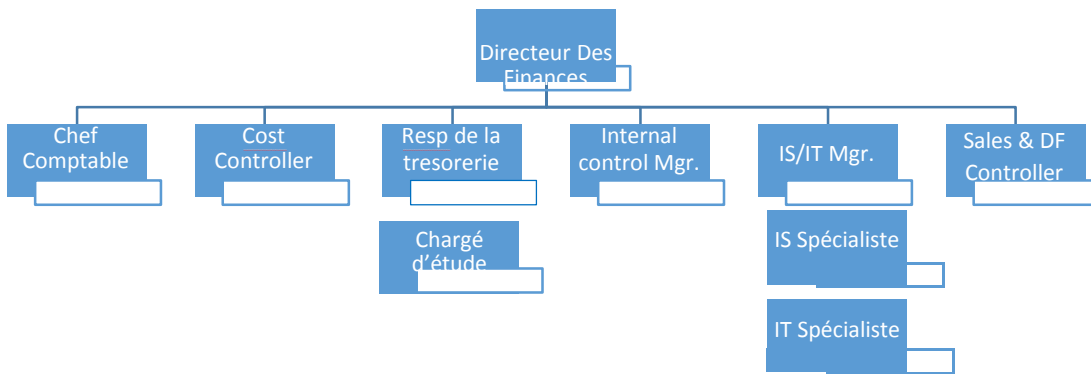 Directeur Des
Finances
Chef
Comptable
Cost
Controller
Resp de la
tresorerie
Internal
control Mgr.
IS/IT Mgr.
Sales & DF
Controller
Chargé
d’étude
IS Spécialiste
IT Spécialiste